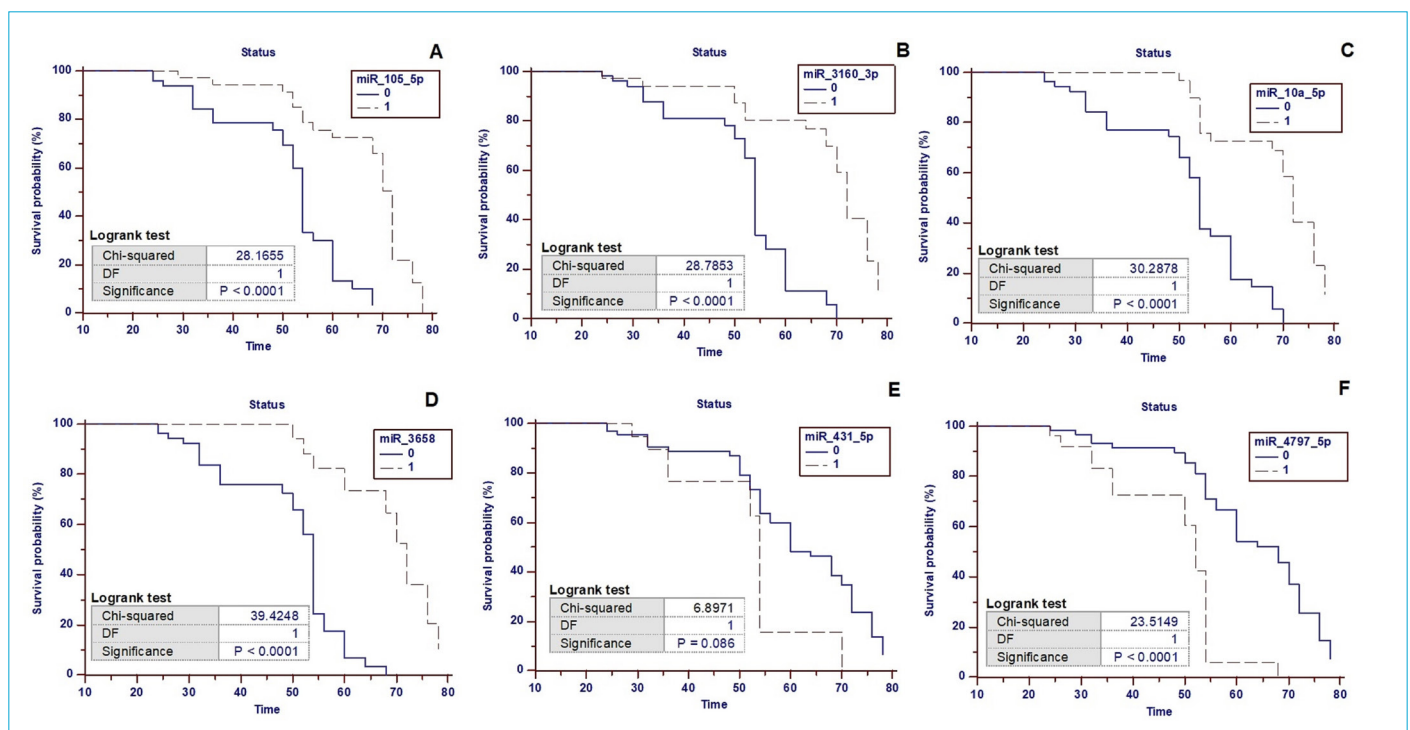 A
Status
miR_105_5p
0
1
Survival probability (%)
100
80
60
40
20
0
Logrank test
Chi-squared 28.1655
DF 1
Significance P < 0.0001
10 20 30 40 50 60 70 80
Time
B
Status
miR_3160_3p
0
1
Survival probability (%)
100
80
60
40
20
0
Logrank test
Chi-squared 28.7853
DF 1
Significance P < 0.0001
10 20 30 40 50 60 70 80
Time
C
Status
miR_10a_5p
0
1
Survival probability (%)
100
80
60
40
20
0
Logrank test
Chi-squared 30.2878
DF 1
Significance P < 0.0001
10 20 30 40 50 60 70 80
Time
D
Status
miR_3658
0
1
Survival probability (%)
100
80
60
40
20
0
Logrank test
Chi-squared 39.4248
DF 1
Significance P < 0.0001
10 20 30 40 50 60 70 80
Time
E
Status
miR_431_5p
0
1
Survival probability (%)
100
80
60
40
20
0
Logrank test
Chi-squared 6.8971
DF 1
Significance P = 0.086
10 20 30 40 50 60 70 80
Time
F
Status
miR_4797_5p
0
1
Survival probability (%)
100
80
60
40
20
0
Logrank test
Chi-squared 23.5149
DF 1
Significance P < 0.0001
10 20 30 40 50 60 70 80
Time